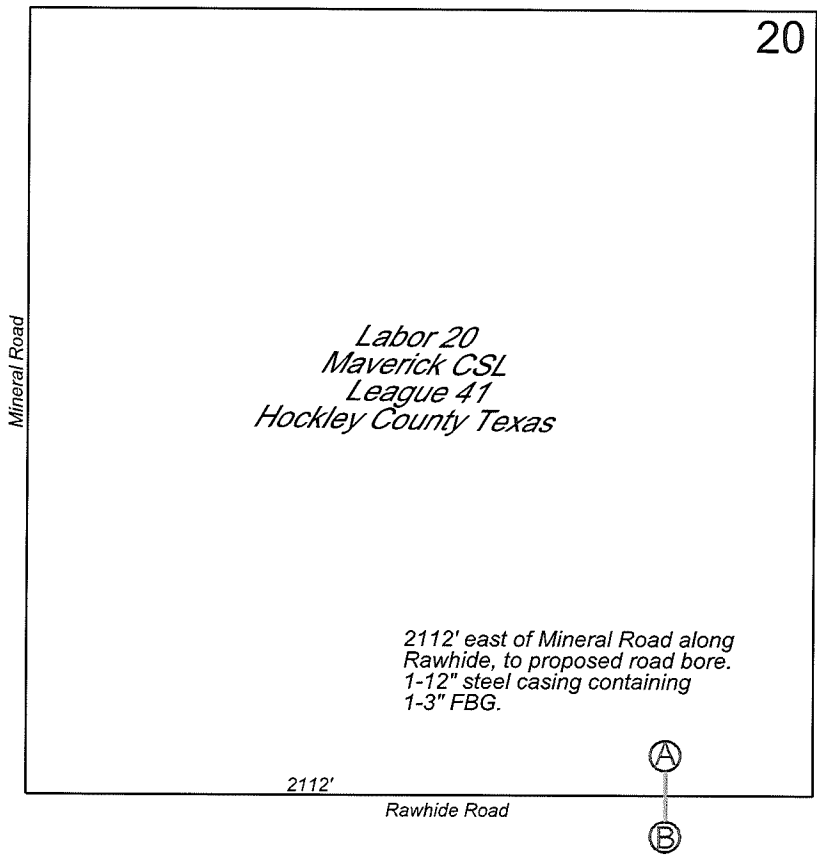 20
Mineral Road
Labor 20
Maverick CSL
League 41
Hockley County Texas
2112' east of Mineral Road along
Rawhide, to proposed road bore.
1-12" steel casing containing
1-3" FBG.
A
2112'
Rawhide Road
B